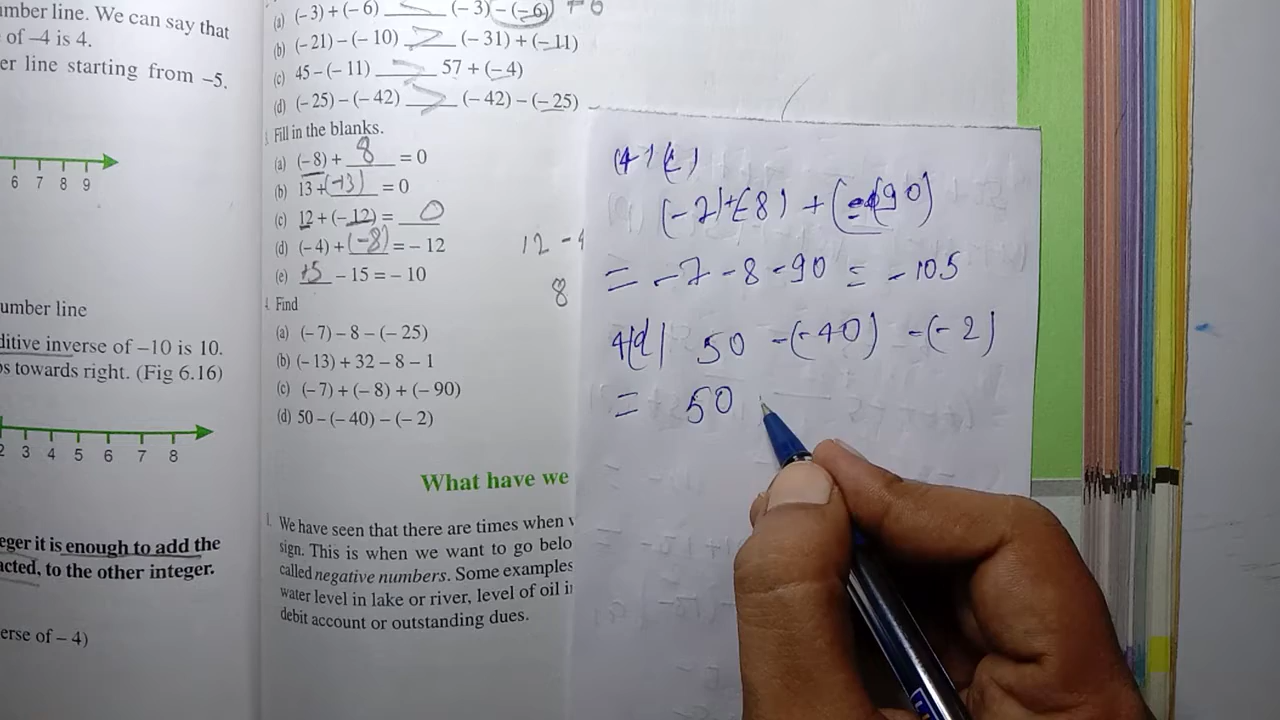 umber line. We can say that
of –4 is 4.
er line starting from –5.
6 7 8 9
umber line
ditive inverse of –10 is 10.
s towards right. (Fig 6.16)
2 3 4 5 6 7 8
eger it is enough to add the
acted, to the other integer.
erse of – 4)
(a) (– 3) + (– 6) (– 3) – (– 6) + 6
(b) (– 21) – (– 10) > (– 31) + (– 11)
(c) 45 – (– 11) > 57 + (– 4)
(d) (– 25) – (– 42) > (– 42) – (– 25)
Fill in the blanks.
(a) (–8) + 8 = 0
(b) 13 + (-13) = 0
(c) 12 + (– 12) = 0
(d) (– 4) + (-8) = – 12
(e) +5 – 15 = – 10
12 -
8
4. Find
(a) (– 7) – 8 – (– 25)
(b) (– 13) + 32 – 8 – 1
(c) (– 7) + (– 8) + (– 90)
(d) 50 – (– 40) – (– 2)
What have we
We have seen that there are times when
sign. This is when we want to go belo
called negative numbers. Some examples
water level in lake or river, level of oil i
debit account or outstanding dues.
(4) (c)
(-7)+(-8) + (-90)
= -7-8-90 = -105
4(d) 50 -(-40) -(-2)
= 50